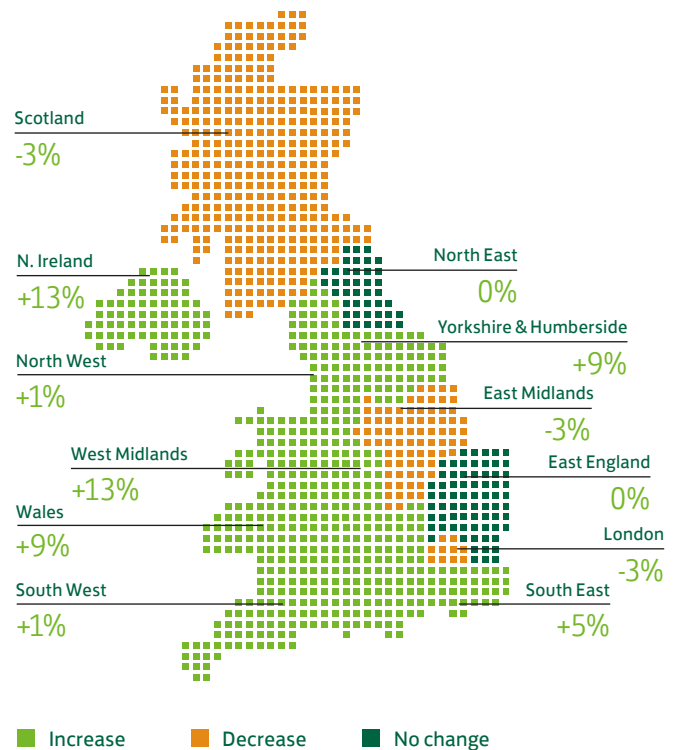 Scotland
-3%
N. Ireland
+13%
North East
0%
Yorkshire & Humberside
+9%
North West
+1%
East Midlands
-3%
West Midlands
+13%
East England
0%
Wales
+9%
London
-3%
South West
+1%
South East
+5%
Increase
Decrease
No change